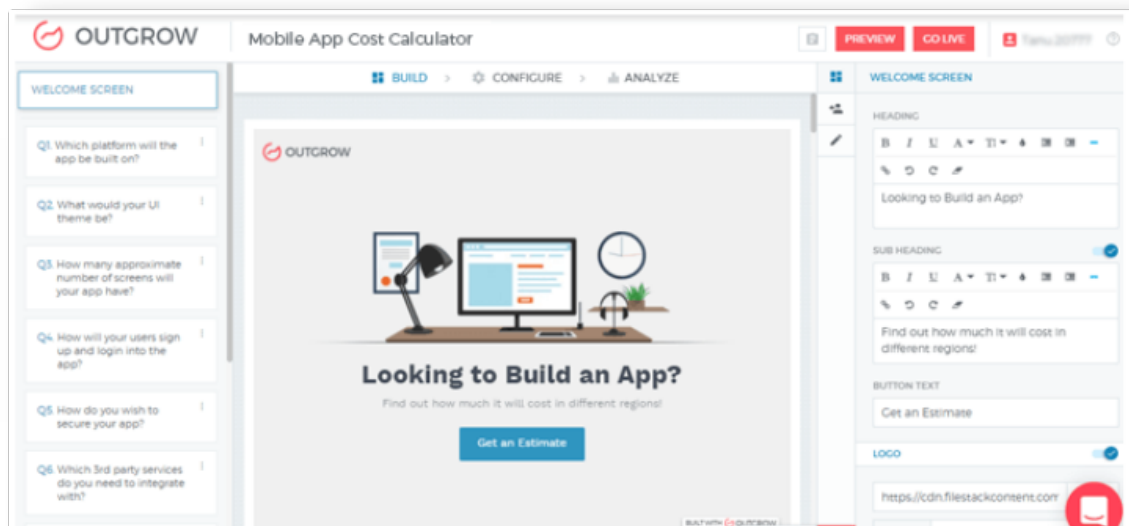 OUTGROW
Mobile App Cost Calculator
PREVIEW
GO LIVE
WELCOME SCREEN
Q1. Which platform will the
app be built on?
Q2. What would your UI
theme be?
Q3. How many approximate
number of screens will
your app have?
Q4. How will your users sign
up and login into the
app?
Q5. How do you wish to
secure your app?
Q6. Which 3rd party services
do you need to integrate
with?
BUILD > CONFIGURE > ANALYZE
OUTGROW
Looking to Build an App?
Find out how much it will cost in different regions!
Get an Estimate
BUILT WITH OUTGROW
WELCOME SCREEN
HEADING
B I U A TI
Looking to Build an App?
SUB HEADING
B I U A TI
Find out how much it will cost in
different regions!
BUTTON TEXT
Get an Estimate
LOGO
https://cdn.filestackcontent.com